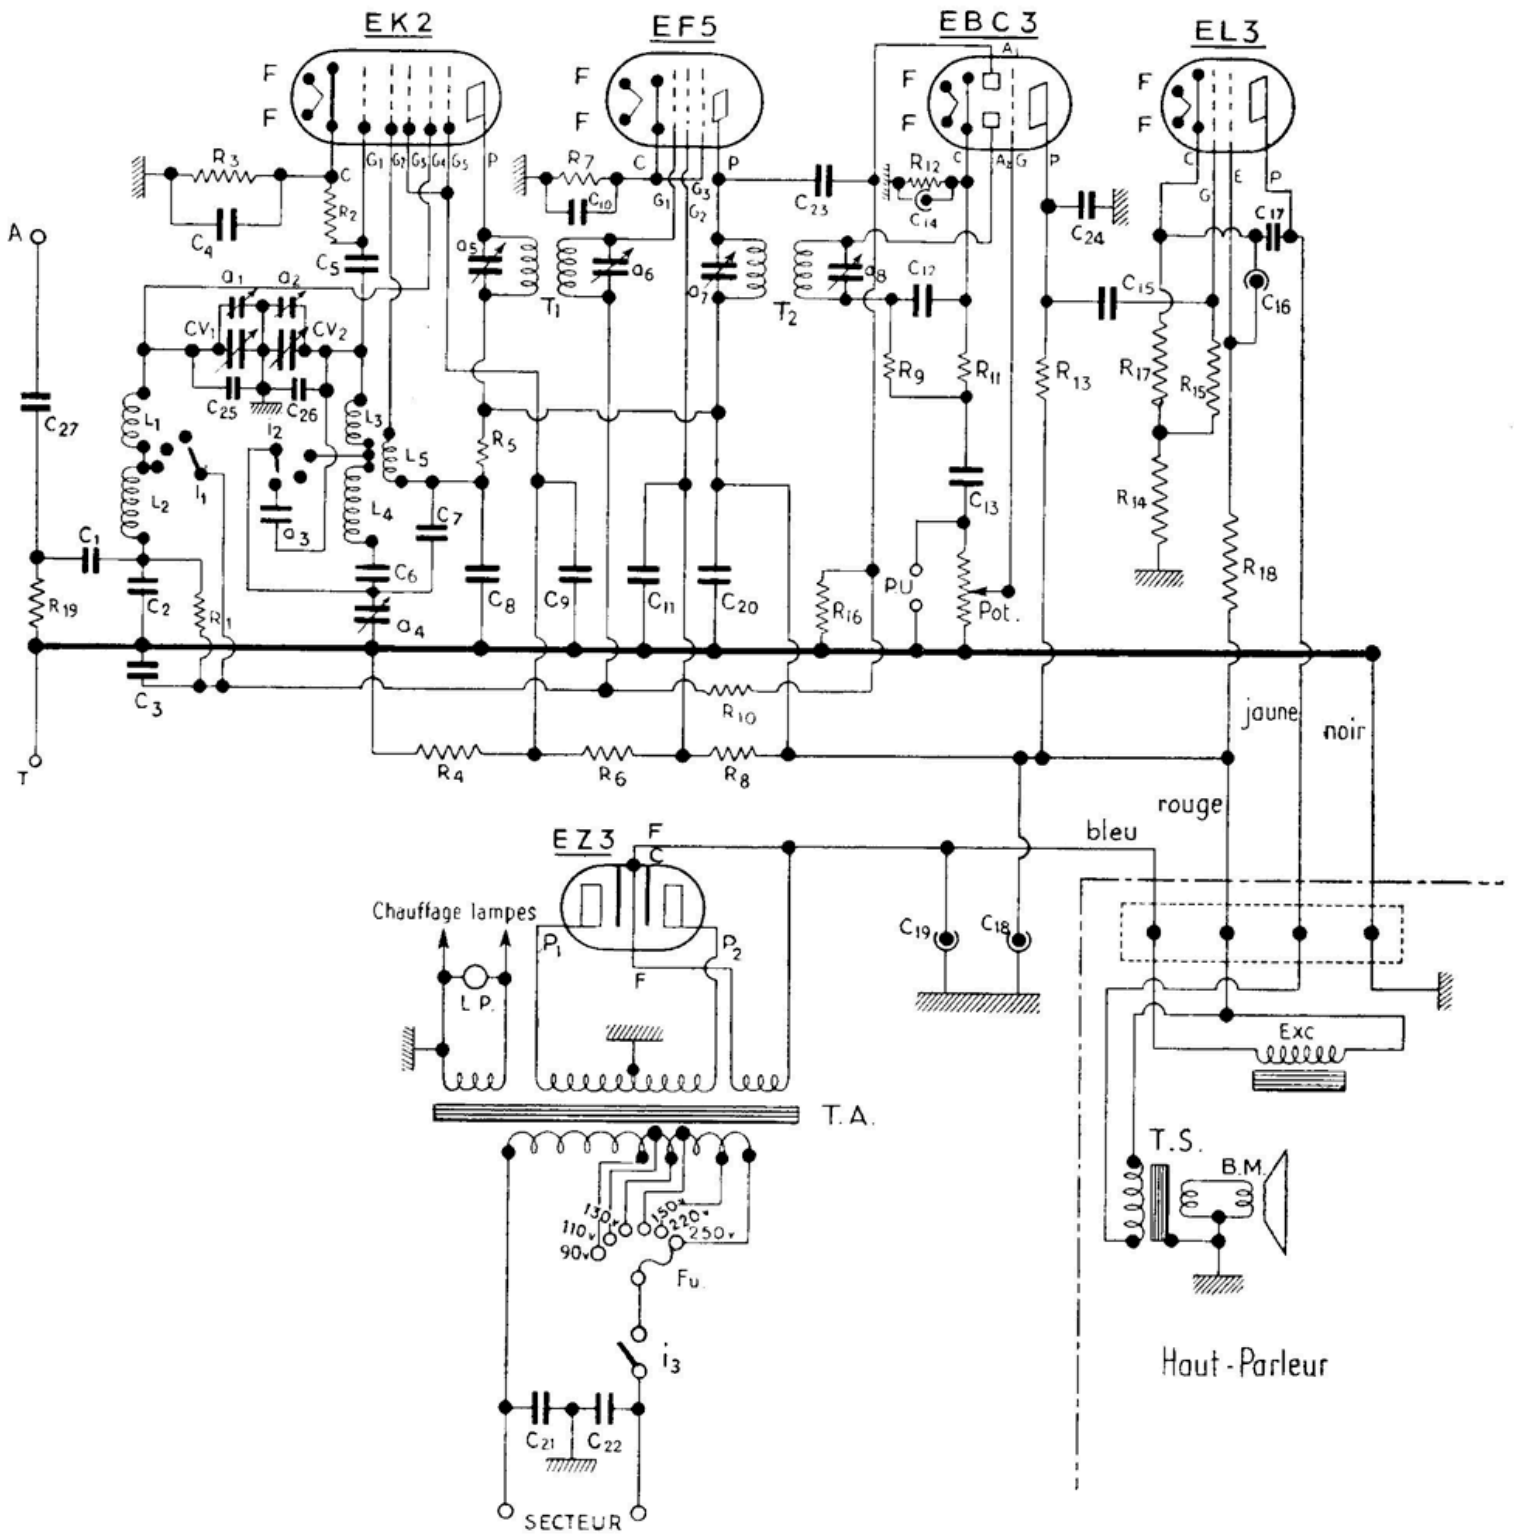 EK2 EF5 EBC3 EL3
A1
F F F F
F F F F
R3 C G1 G2 G3 G4 G5 P
R7 C G1 G3 G2 P
R12 C A2 G P
C G E P
C4 R2 C10 C23 C14 C24 C17
A
C5 a5 a6 a7 a8 C12 C15 C16
a1 a2 T1 T2
CV1 CV2
C25 C26
R9 R11 R13 R17 R15
C27 L1 i2 L3 R5
L2 I1 L5
a3 L4 C7 C13 R14
C1 C6 R18
R19 C2 R1 a4 C8 C9 C11 C20 R16 P.U Pot.
C3 R10
jaune noir
T
R4 R6 R8
rouge
bleu
EZ3 F
C
Chauffage lampes
P1 P2
F
L.P.
C19 C18
Exc
T.A.
T.S.
B.M.
130v 150v
110v 220v
90v 250v
Fu.
i3
Haut-Parleur
C21 C22
SECTEUR